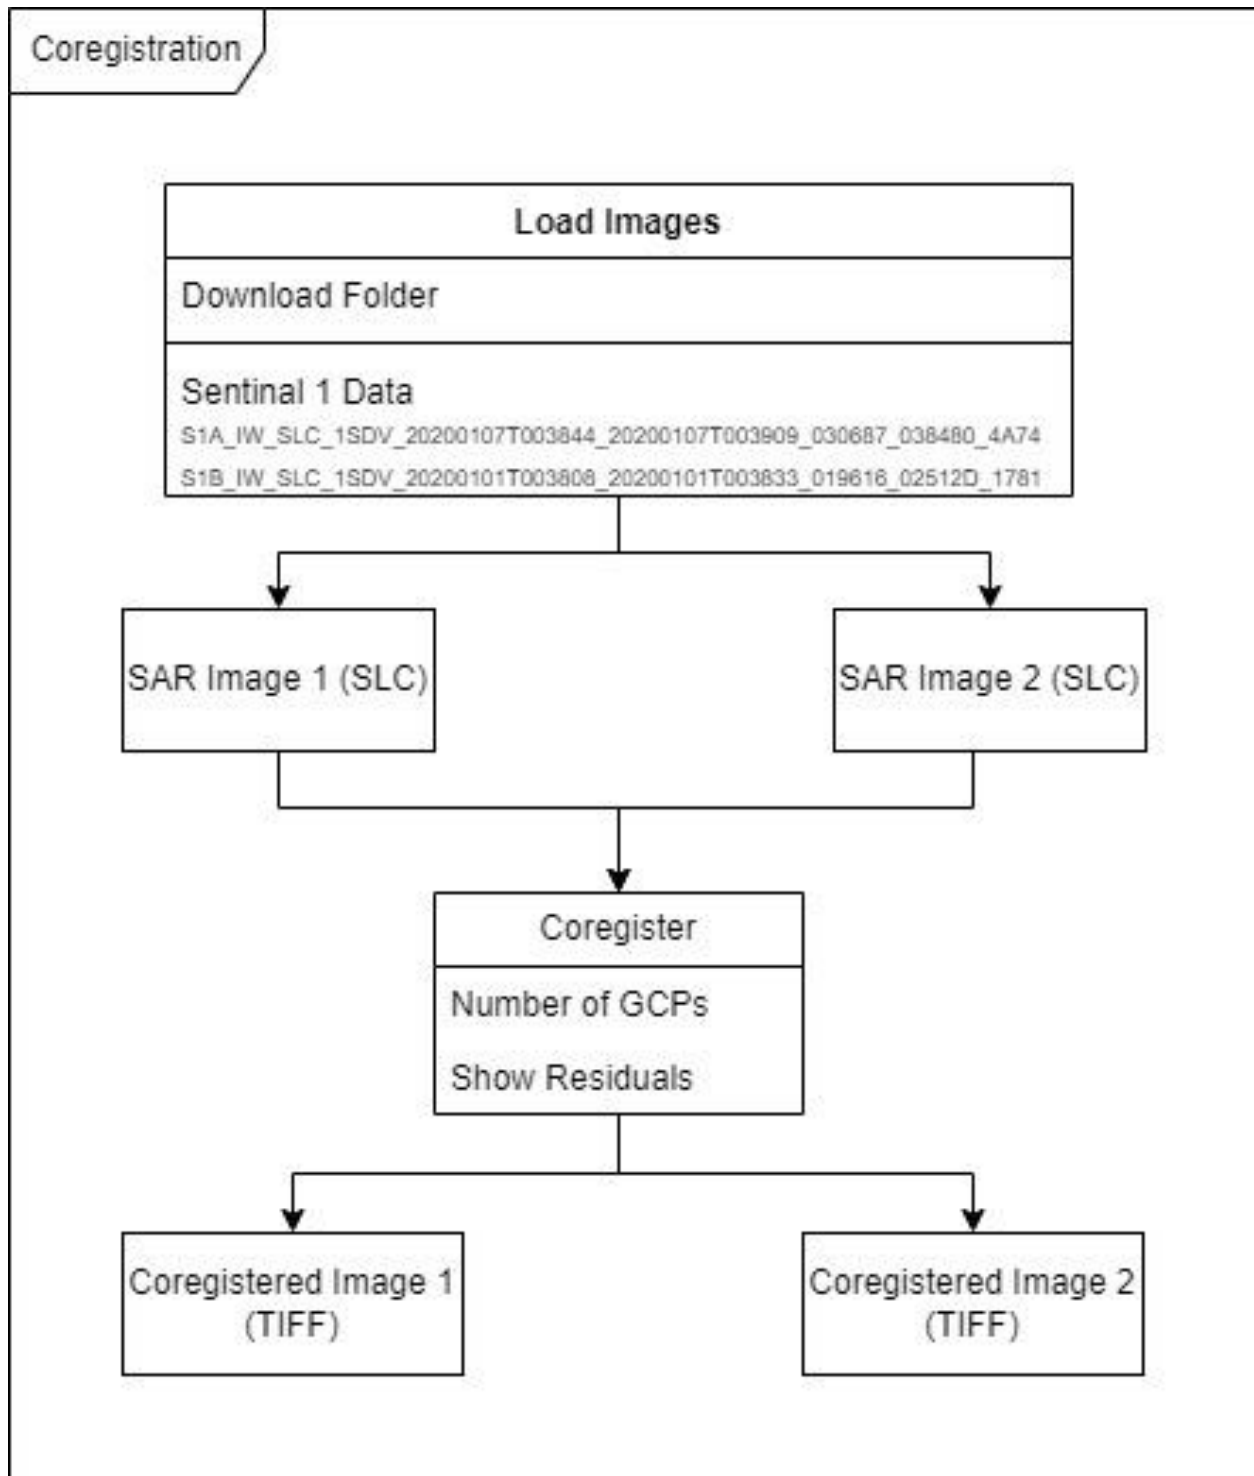 Coregistration
Load Images
Download Folder
Sentinal 1 Data
S1A_IW_SLC_1SDV_20200107T003844_20200107T003909_030687_038480_4A74
S1B_IW_SLC_1SDV_20200101T003808_20200101T003833_019616_02512D_1781
SAR Image 1 (SLC)
SAR Image 2 (SLC)
Coregister
Number of GCPs
Show Residuals
Coregistered Image 1
(TIFF)
Coregistered Image 2
(TIFF)